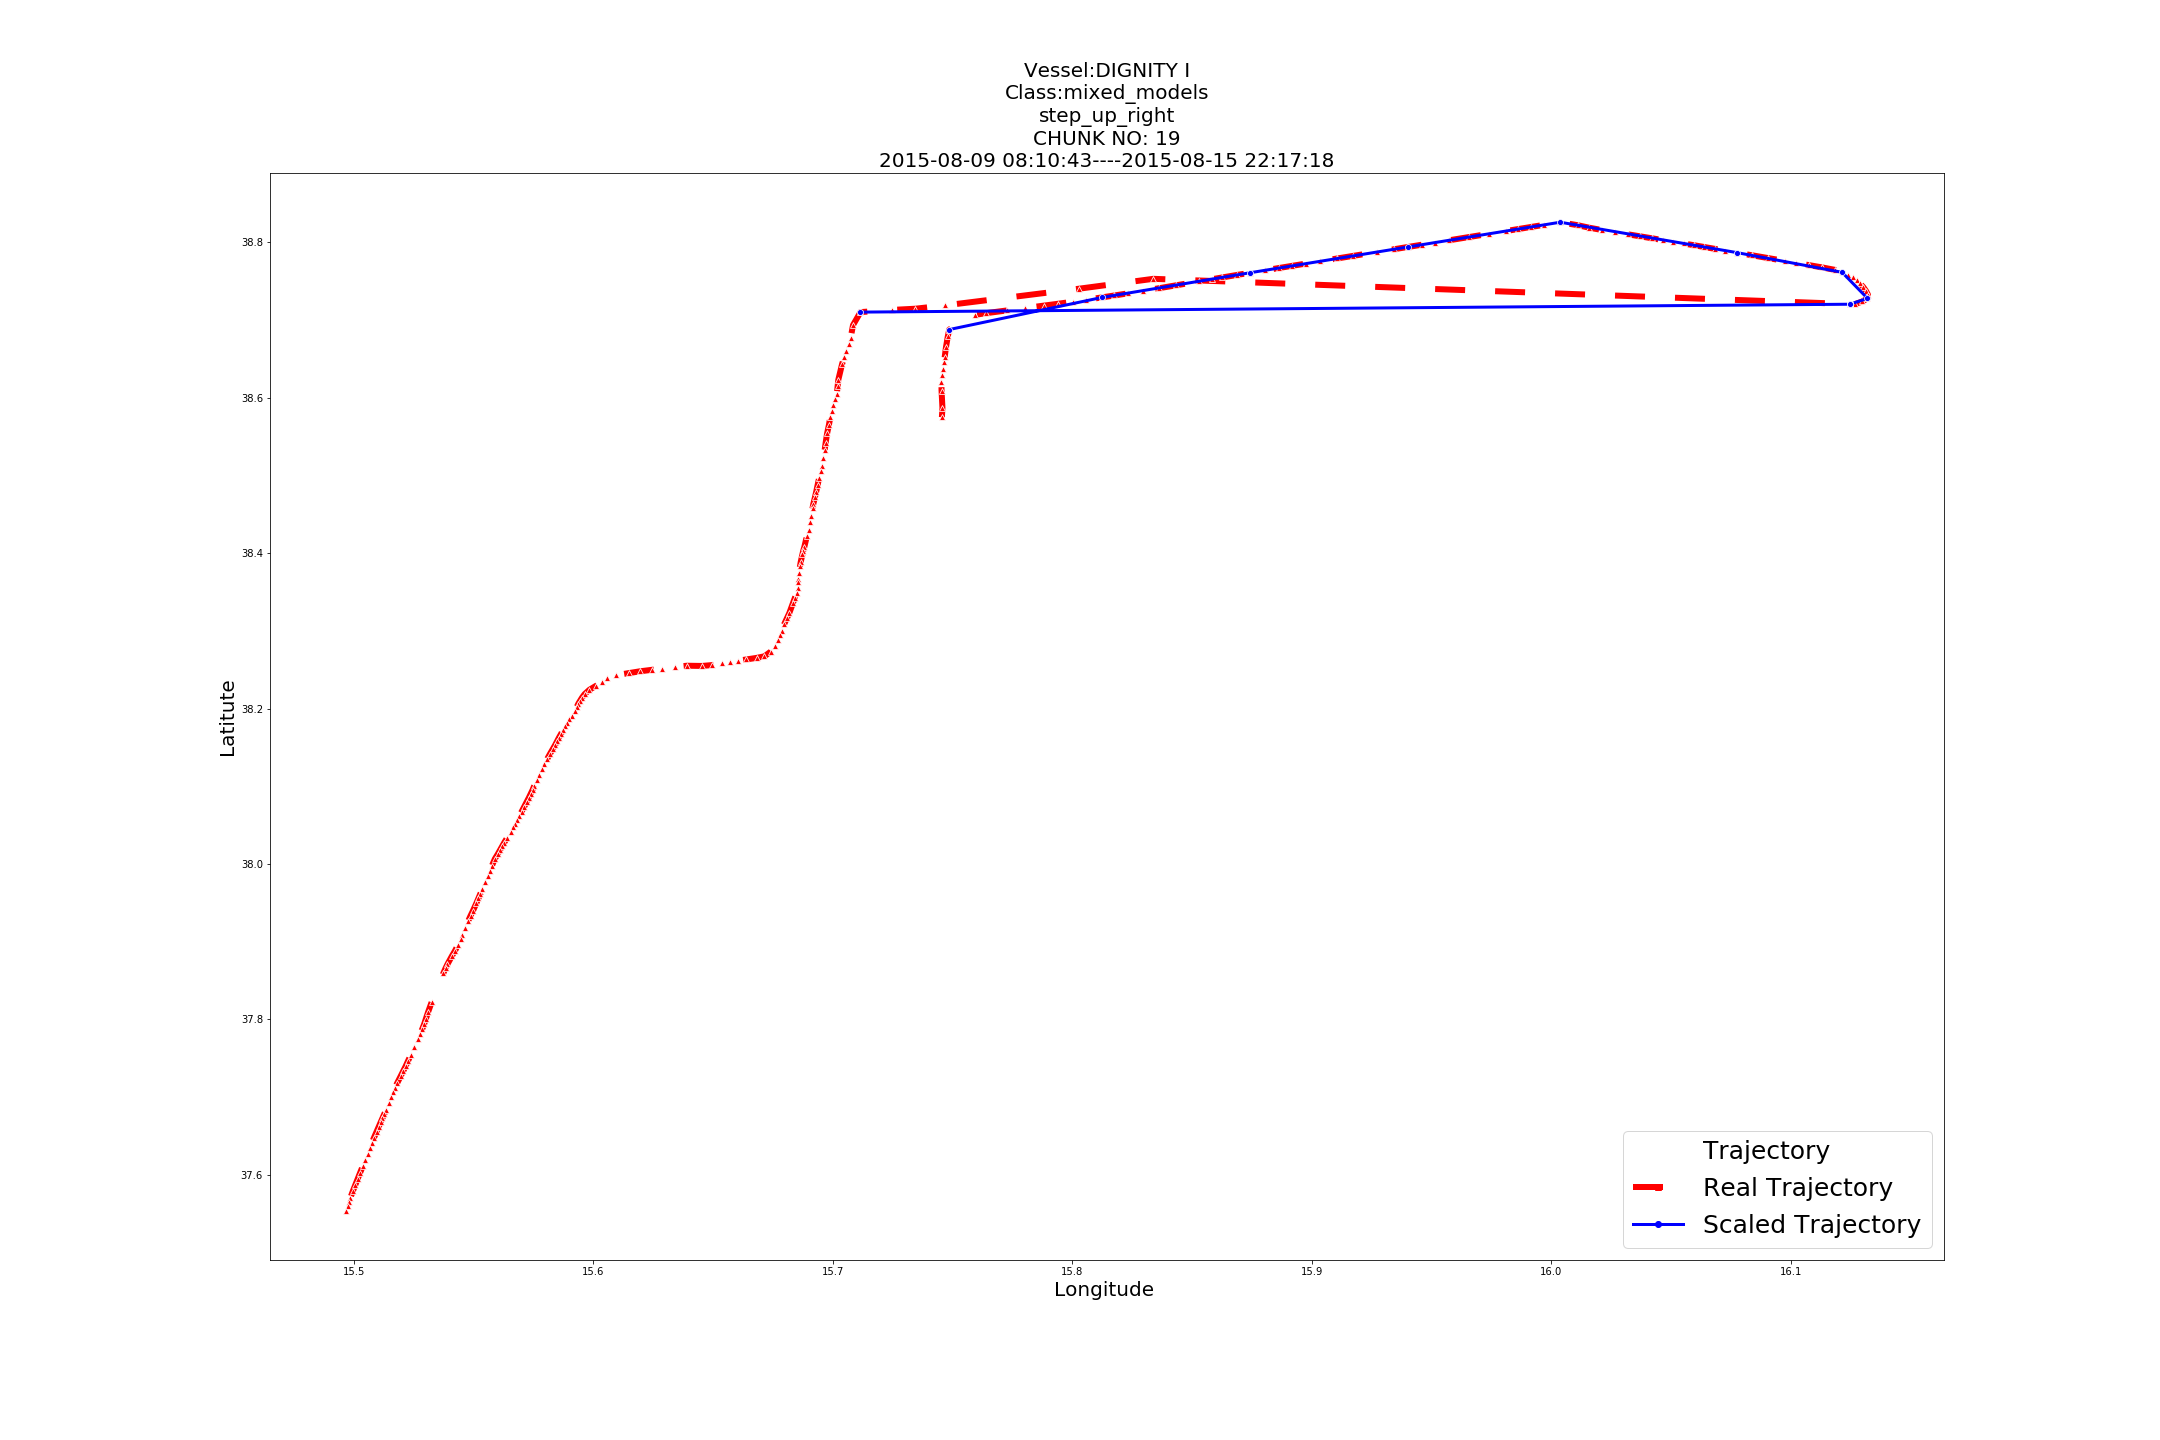 Vessel:DIGNITY I
Class:mixed_models
step_up_right
CHUNK NO: 19
2015-08-09 08:10:43----2015-08-15 22:17:18
38.8
38.6
38.4
38.2
38.0
37.8
37.6
Latitute
15.5
15.6
15.7
15.8
15.9
16.0
16.1
Longitude
Trajectory
Real Trajectory
Scaled Trajectory